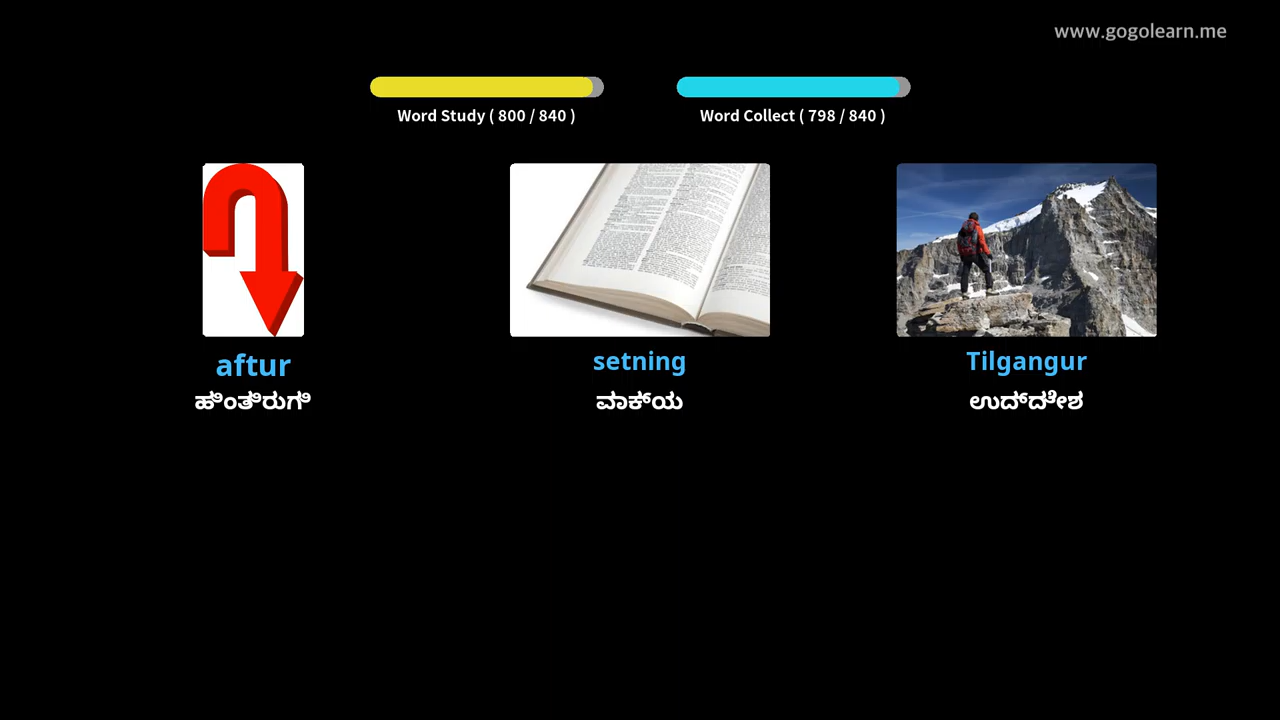 www.gogolearn.me
Word Study ( 800 / 840 )
Word Collect ( 798 / 840 )
aftur
setning
Tilgangur
ಹಿಂತಿರುಗಿ
ವಾಕ್ಯ
ಉದ್ದೇಶ